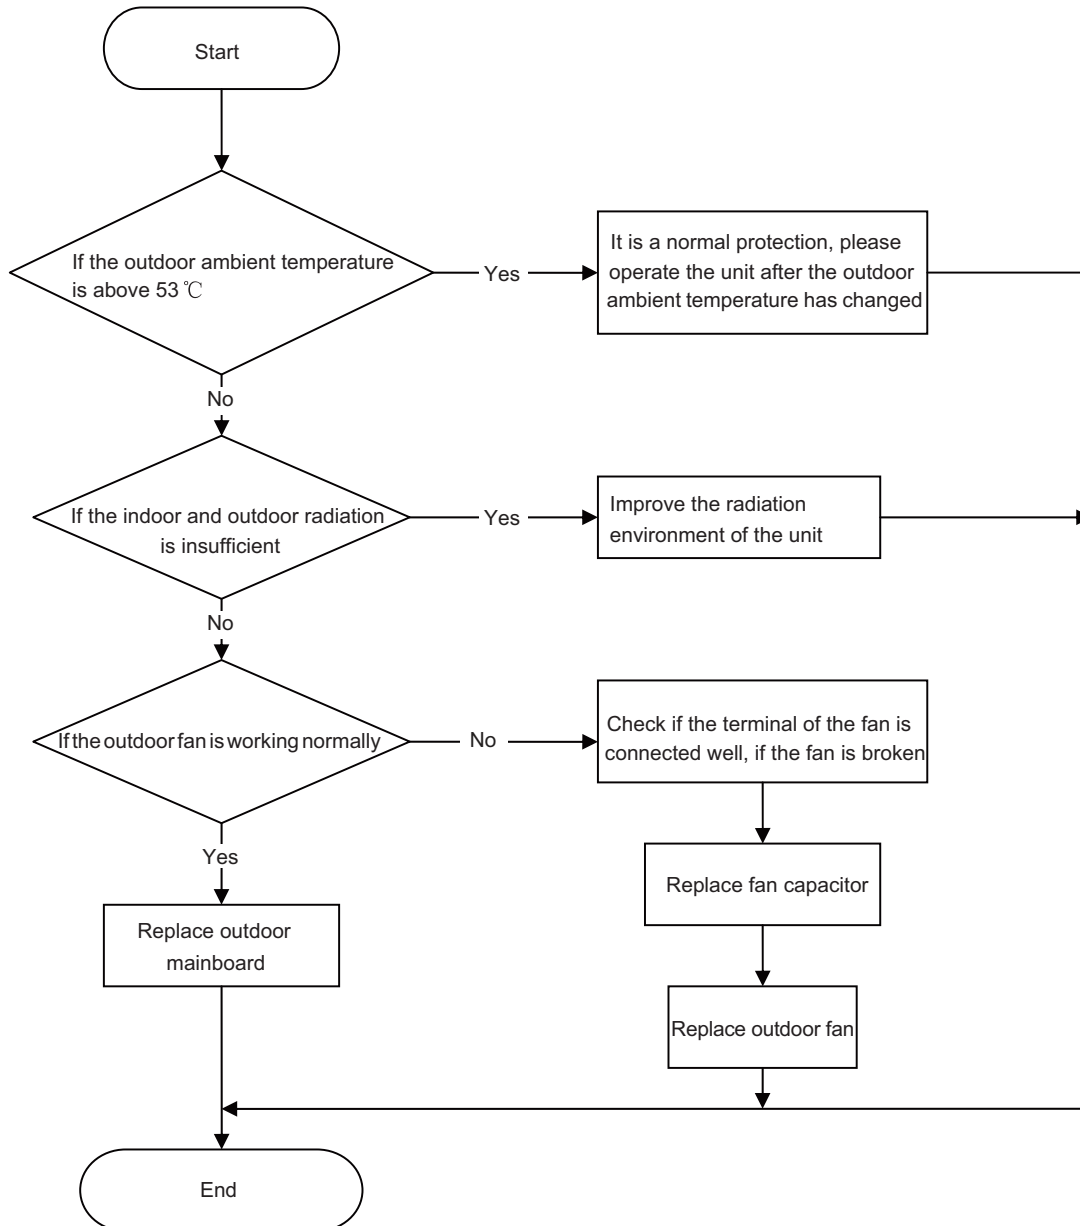 Start
If the outdoor ambient temperature
is above 53 ℃
Yes
It is a normal protection, please
operate the unit after the outdoor
ambient temperature has changed
No
If the indoor and outdoor radiation
is insufficient
Yes
Improve the radiation
environment of the unit
No
If the outdoor fan is working normally
No
Check if the terminal of the fan is
connected well, if the fan is broken
Yes
Replace fan capacitor
Replace outdoor
mainboard
Replace outdoor fan
End